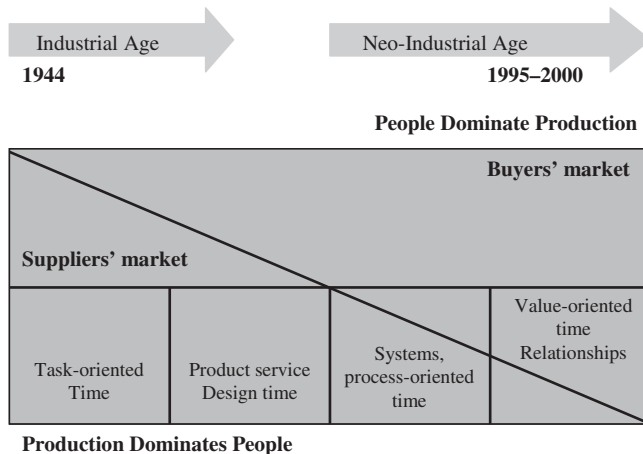 Industrial Age
Neo-Industrial Age
1944
1995–2000
People Dominate Production
Buyers’ market
Suppliers’ market
Task-oriented
Time
Product service
Design time
Systems,
process-oriented
time
Value-oriented
time
Relationships
Production Dominates People